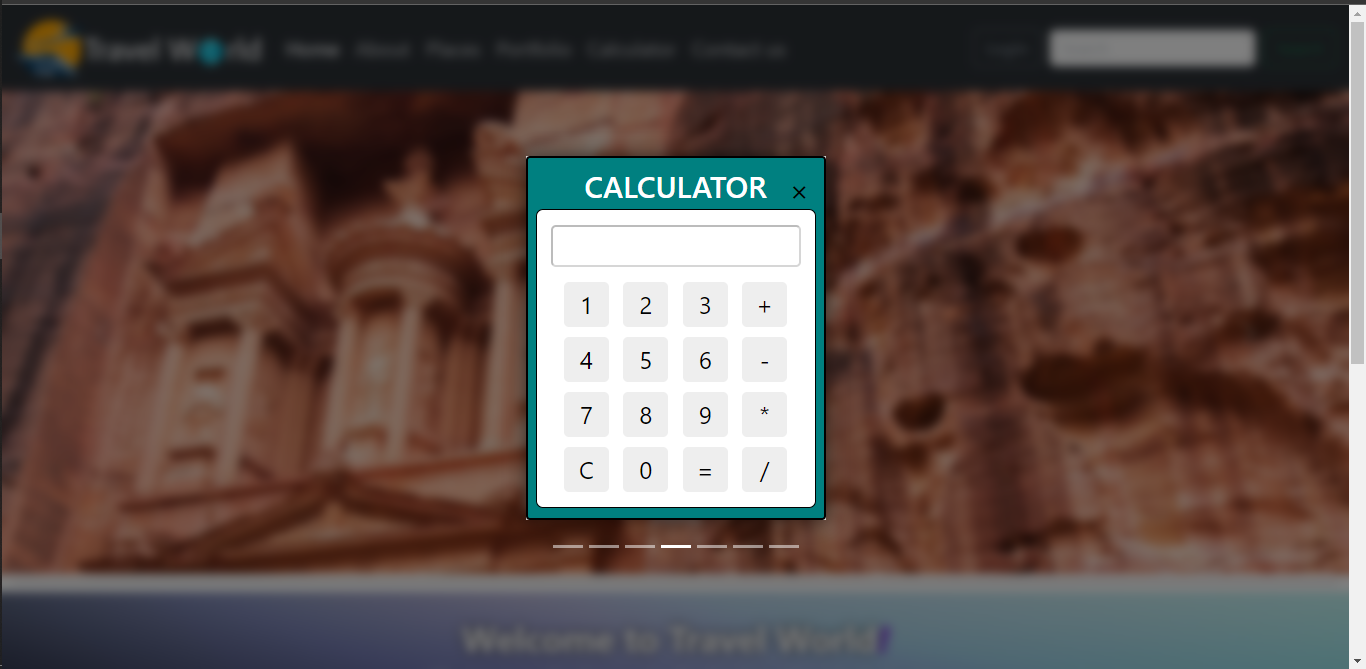 Travel World Home About Places Portfolio Calculator Contact us Login
CALCULATOR ×
1 2 3 +
4 5 6 -
7 8 9 *
C 0 = /
Welcome to Travel World!